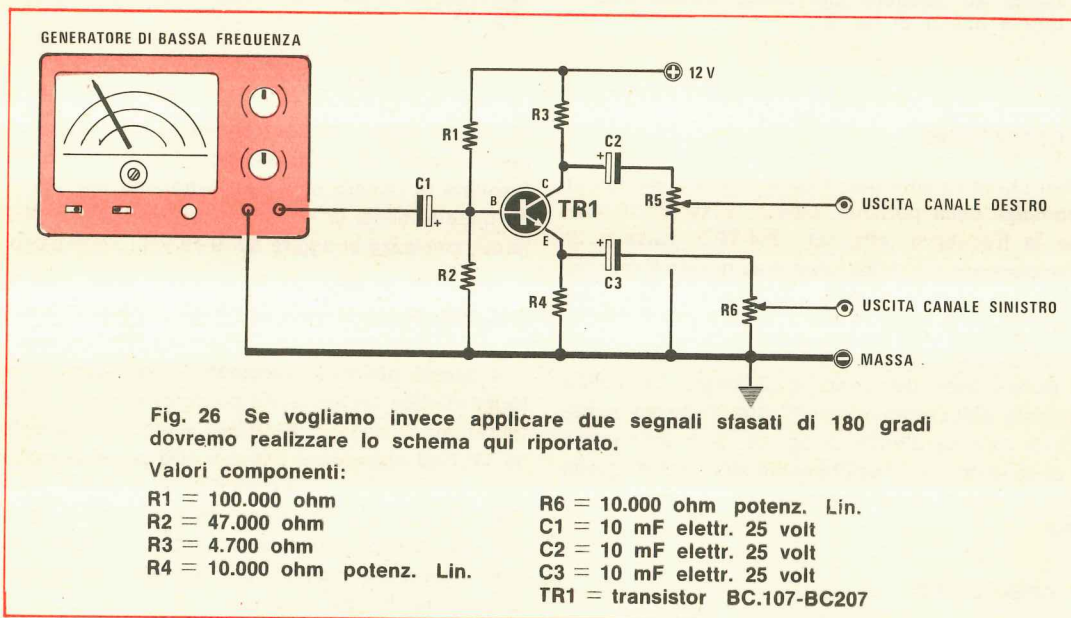 GENERATORE DI BASSA FREQUENZA
12 V
R1
R3
C2
+
C1
+
B
C
TR1
E
R5
USCITA CANALE DESTRO
R2
R4
+
C3
R6
USCITA CANALE SINISTRO
MASSA
Fig. 26 Se vogliamo invece applicare due segnali sfasati di 180 gradi
dovremo realizzare lo schema qui riportato.
Valori componenti:
R1 = 100.000 ohm
R2 = 47.000 ohm
R3 = 4.700 ohm
R4 = 10.000 ohm potenz. Lin.
R6 = 10.000 ohm potenz. Lin.
C1 = 10 mF elettr. 25 volt
C2 = 10 mF elettr. 25 volt
C3 = 10 mF elettr. 25 volt
TR1 = transistor BC.107-BC207